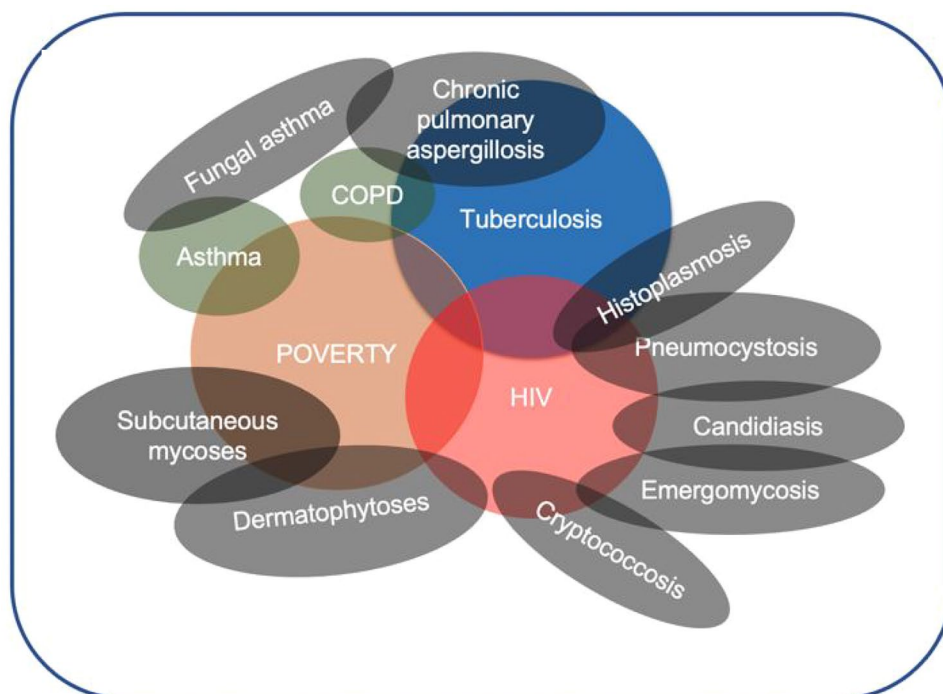 Fungal asthma
Chronic
pulmonary
aspergillosis
COPD
Tuberculosis
Asthma
Histoplasmosis
POVERTY
Pneumocystosis
HIV
Subcutaneous
mycoses
Candidiasis
Emergomycosis
Dermatophytoses
Cryptococcosis